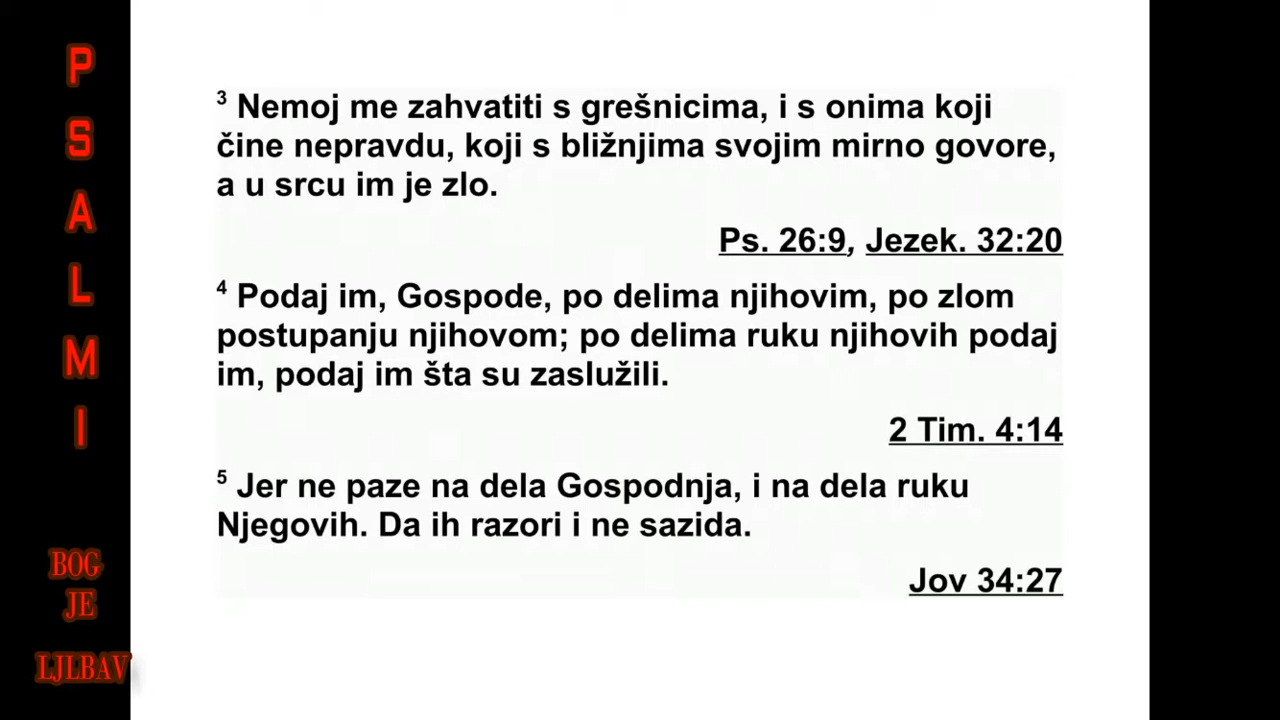 PSALMI
BOG
JE
LJLBAV
3 Nemoj me zahvatiti s grešnicima, i s onima koji
čine nepravdu, koji s bližnjima svojim mirno govore,
a u srcu im je zlo.
Ps. 26:9, Jezek. 32:20
4 Podaj im, Gospode, po delima njihovim, po zlom
postupanju njihovom; po delima ruku njihovih podaj
im, podaj im šta su zaslužili.
2 Tim. 4:14
5 Jer ne paze na dela Gospodnja, i na dela ruku
Njegovih. Da ih razori i ne sazida.
Jov 34:27